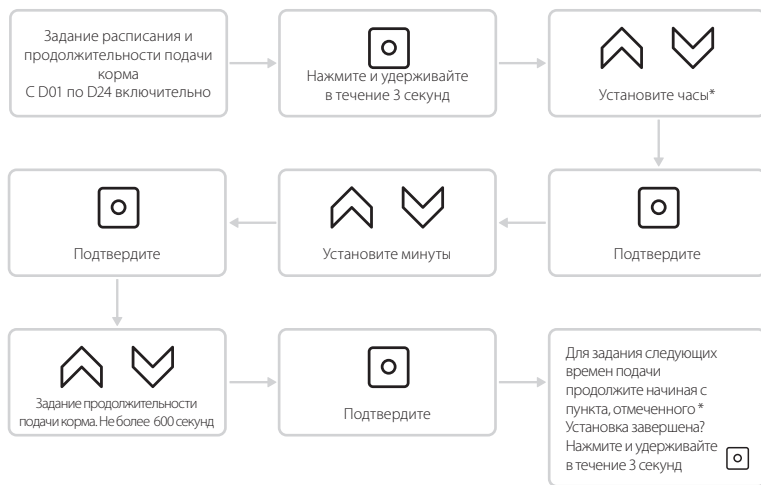 Задание расписания и
продолжительности подачи
корма
С D01 по D24 включительно
Нажмите и удерживайте
в течение 3 секунд
Установите часы*
Подтвердите
Установите минуты
Подтвердите
Задание продолжительности
подачи корма. Не более 600 секунд
Подтвердите
Для задания следующих
времен подачи
продолжите начиная с
пункта, отмеченного *
Установка завершена?
Нажмите и удерживайте
в течение 3 секунд